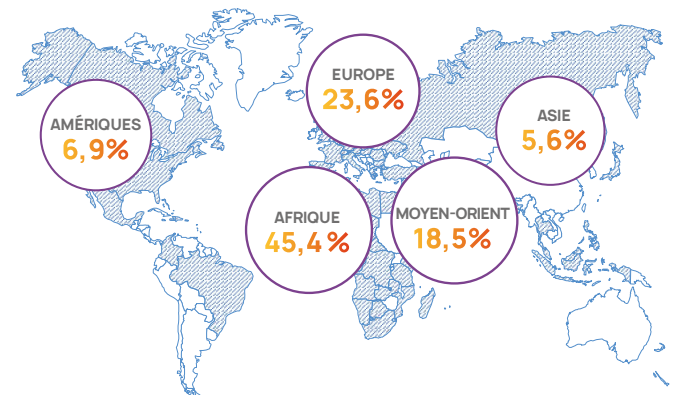 EUROPE
23,6%
AMÉRIQUES
6,9%
ASIE
5,6%
AFRIQUE
45,4%
MOYEN-ORIENT
18,5%